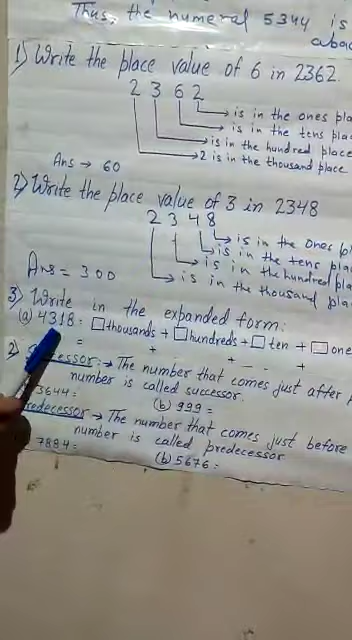 Thus, the numeral 5344 is
1) Write the place value of 6 in 2362.
2 3 6 2
is in the ones pla
is in the tens pla
is in the hundred place
2 is in the thousand place
Ans → 60
2) Write the place value of 3 in 2348
2 3 4 8
is in the ones pl
is in the tens pla
is in the hundred pla
is in the thousand pla
Ans = 300
3) Write in the expanded form:
(a) 4318 = □ thousands + □ hundreds + □ ten + □ one
= + + - - +
2) Successor :→ The number that comes just after
number is called successor.
3644 = (b) 999 =
redecessor → The number that comes just before
number is called predecessor
7884 = (b) 5676 =